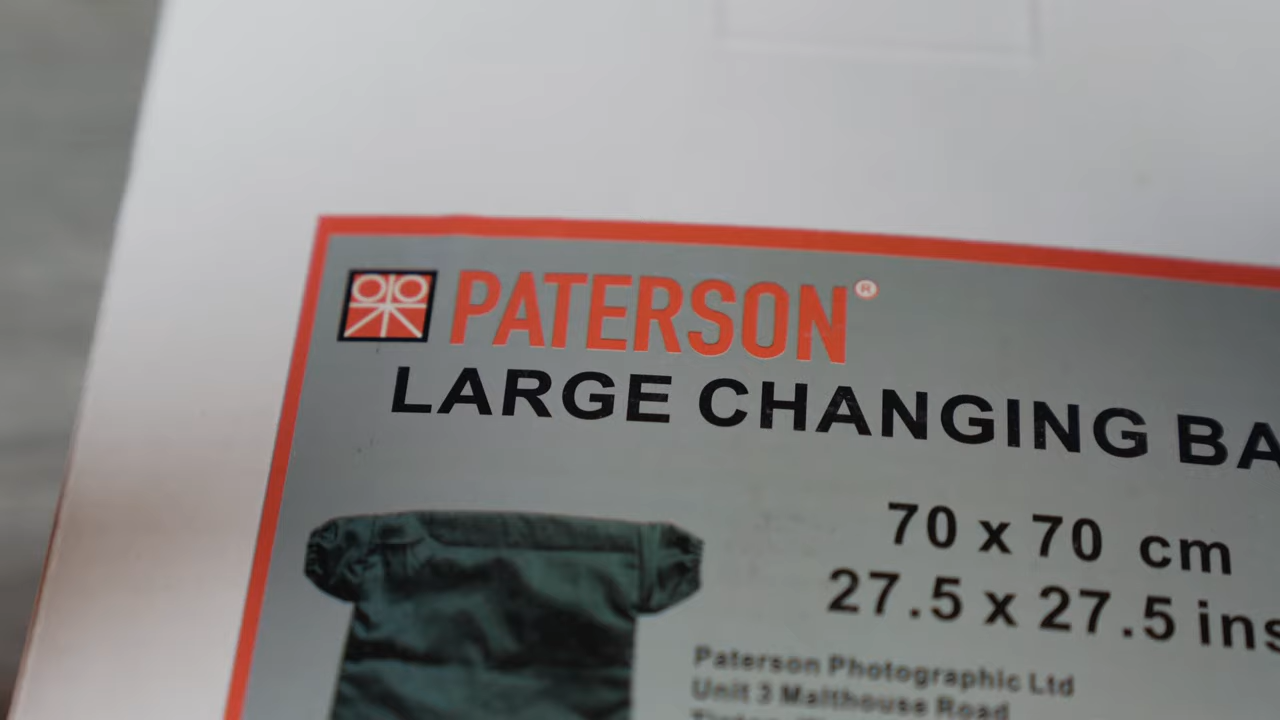 PATERSON®
LARGE CHANGING BA
70 x 70 cm
27.5 x 27.5 ins
Paterson Photographic Ltd
Unit 3 Malthouse Road